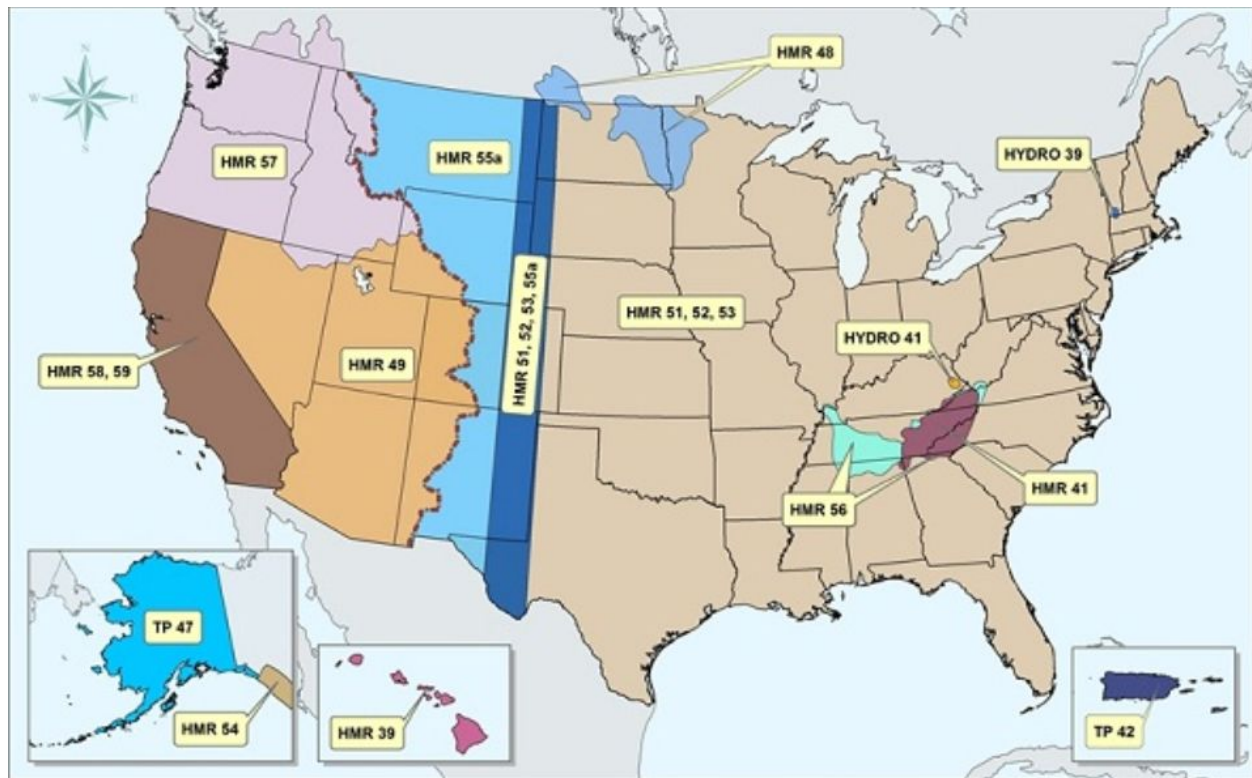 N
W
E
S
HMR 48
HMR 57
HMR 55a
HYDRO 39
HMR 51, 52, 53, 55a
HMR 51, 52, 53
HYDRO 41
HMR 58, 59
HMR 49
HMR 41
HMR 56
TP 47
HMR 54
HMR 39
TP 42